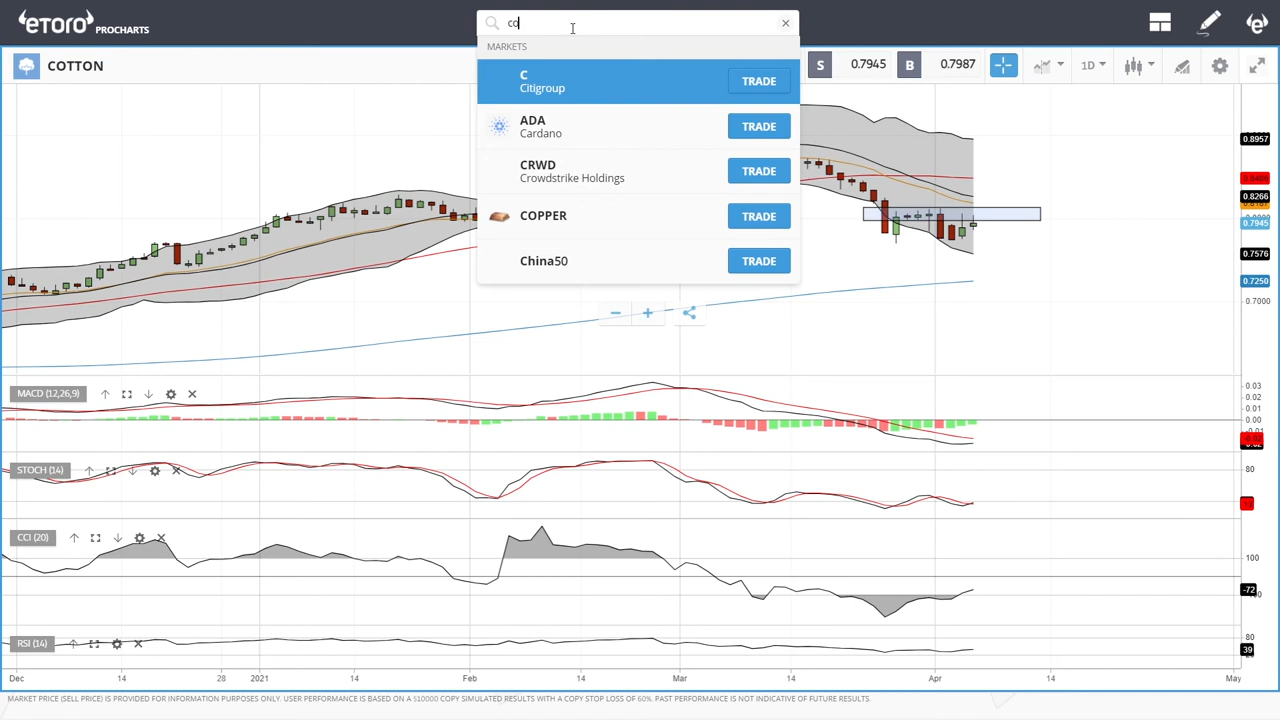 etoro PROCHARTS
co
MARKETS
C
Citigroup
TRADE
ADA
Cardano
TRADE
CRWD
Crowdstrike Holdings
TRADE
COPPER
TRADE
China50
TRADE
COTTON
S 0.7945 B 0.7987
1D
0.8957
0.8266
0.7945
0.7576
0.7250
0.7000
MACD (12,26,9)
0.03
0.02
0.01
0.00
STOCH (14)
80
CCI (20)
100
-72
RSI (14)
80
39
Dec 14 28 2021 14 Feb 14 Mar 14 Apr 14 May
MARKET PRICE (SELL PRICE) IS PROVIDED FOR INFORMATION PURPOSES ONLY. USER PERFORMANCE IS BASED ON A $10000 COPY SIMULATED RESULTS WITH A COPY STOP LOSS OF 60%. PAST PERFORMANCE IS NOT INDICATIVE OF FUTURE RESULTS.